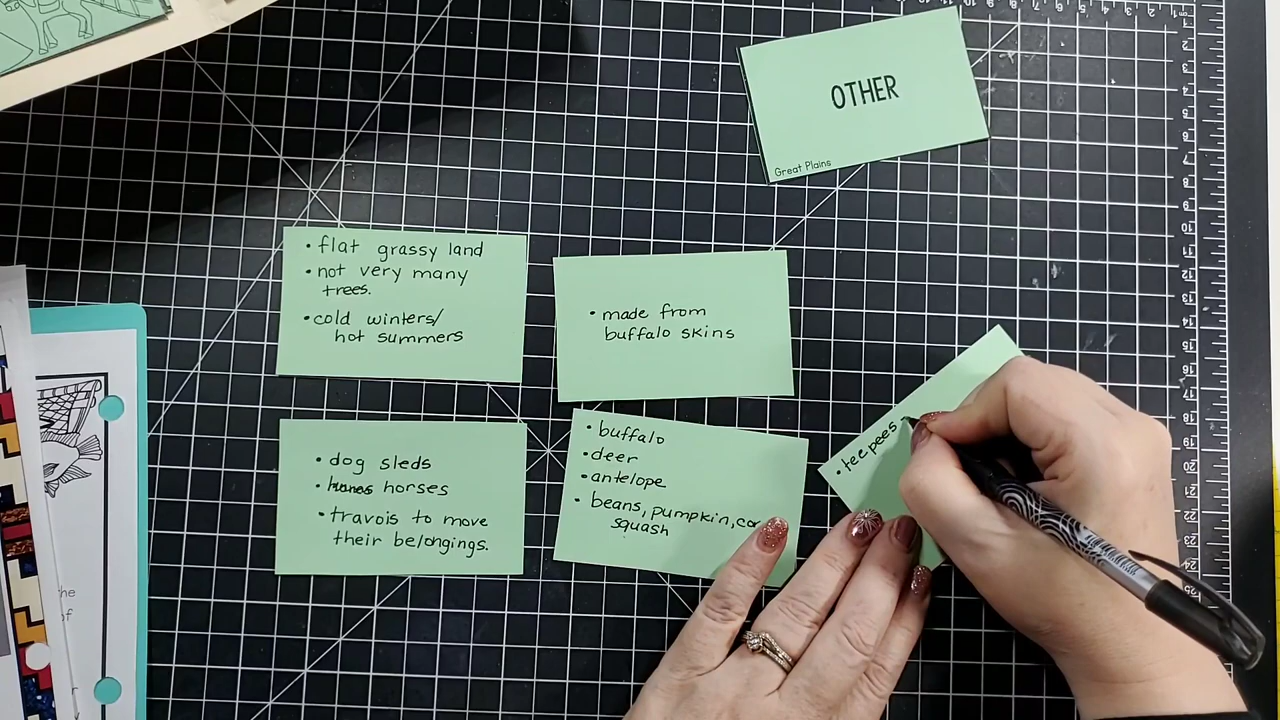 OTHER
Great Plains
• flat grassy land
• not very many
trees.
• cold winters/
hot summers
• made from
buffalo skins
• dog sleds
• horses
• travois to move
their belongings.
• buffalo
• deer
• antelope
• beans, pumpkin,
squash
• teepees